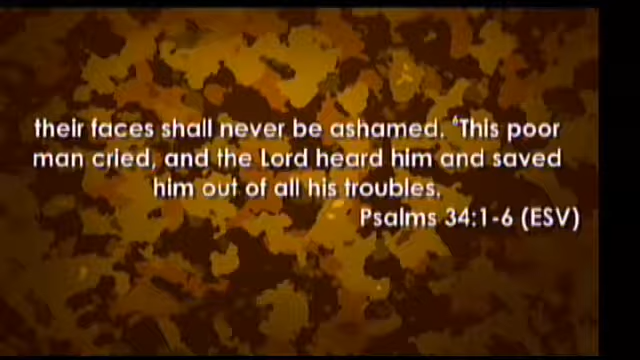 their faces shall never be ashamed. ⁶This poor
man cried, and the Lord heard him and saved
him out of all his troubles.
Psalms 34:1-6 (ESV)